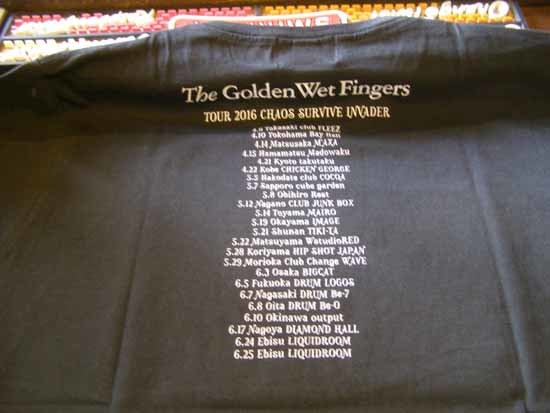 The Golden Wet Fingers
TOUR 2016 CHAOS SURVIVE INVADER
4.9 Takasaki club FLEEZ
4.10 Yokohama Bay Hall
4.14 Matsusaka MAXA
4.15 Hamamatsu Madowaku
4.21 Kyoto takutaku
4.22 Kobe CHICKEN GEORGE
5.5 Hakodate club COCOA
5.7 Sapporo cube garden
5.8 Obihiro Rest
5.12 Nagano CLUB JUNK BOX
5.14 Toyama MAIRO
5.19 Okayama IMAGE
5.21 Shunan TIKI-TA
5.22 Matsuyama WstudioRED
5.28 Koriyama HIP SHOT JAPAN
5.29 Morioka Club Change WAVE
6.3 Osaka BIGCAT
6.5 Fukuoka DRUM LOGOS
6.7 Nagasaki DRUM Be-7
6.8 Oita DRUM Be-0
6.10 Okinawa output
6.17 Nagoya DIAMOND HALL
6.24 Ebisu LIQUIDROOM
6.25 Ebisu LIQUIDROOM